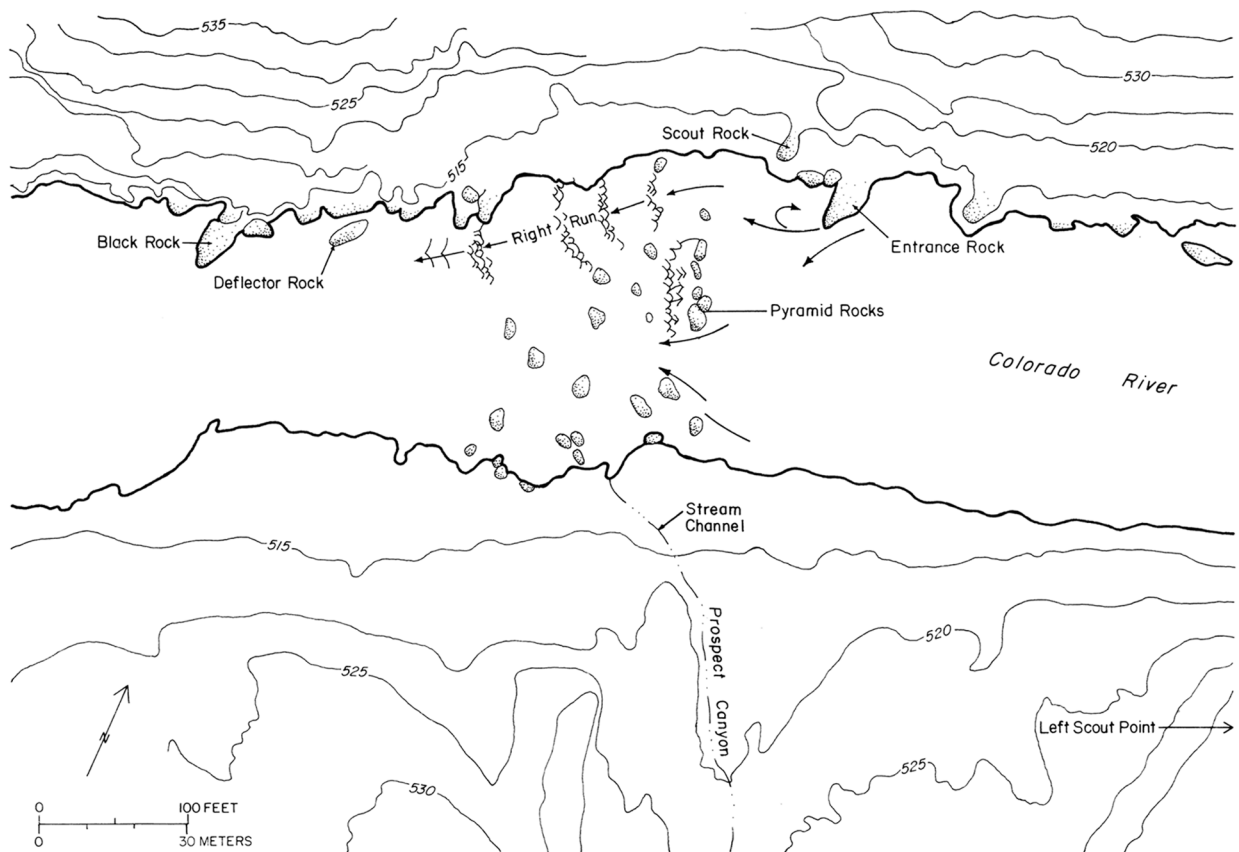 535
530
525
Scout Rock
520
515
Right Run
Black Rock
Entrance Rock
Deflector Rock
Pyramid Rocks
Colorado River
Stream
Channel
515
Prospect Canyon
520
525
N
Left Scout Point
525
530
0 100 FEET
0 30 METERS